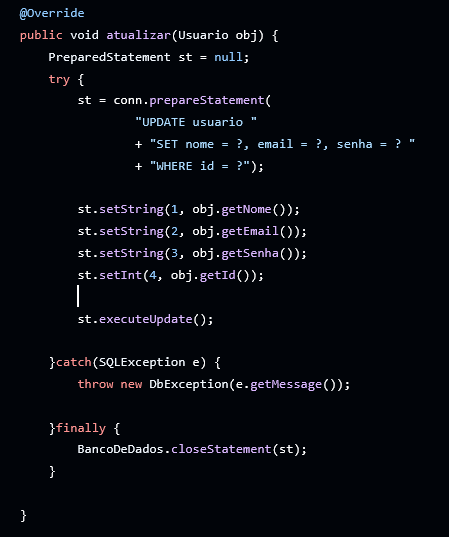 @Override
public void atualizar(Usuario obj) {
PreparedStatement st = null;
try {
st = conn.prepareStatement(
"UPDATE usuario "
+ "SET nome = ?, email = ?, senha = ? "
+ "WHERE id = ?");
st.setString(1, obj.getNome());
st.setString(2, obj.getEmail());
st.setString(3, obj.getSenha());
st.setInt(4, obj.getId());
st.executeUpdate();
}catch(SQLException e) {
throw new DbException(e.getMessage());
}finally {
BancoDeDados.closeStatement(st);
}
}